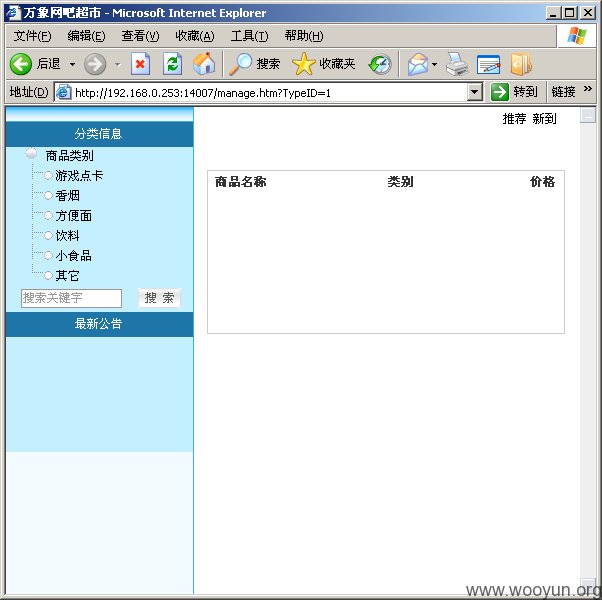 万象网吧超市 - Microsoft Internet Explorer
文件(F) 编辑(E) 查看(V) 收藏(A) 工具(T) 帮助(H)
后退 搜索 收藏夹
地址(D) http://192.168.0.253:14007/manage.htm?TypeID=1 转到 链接 »
推荐 新到
分类信息
商品类别
游戏点卡
香烟
方便面
饮料
小食品
其它
搜索关键字 搜 索
最新公告
商品名称 类别 价格
www.wooyun.org